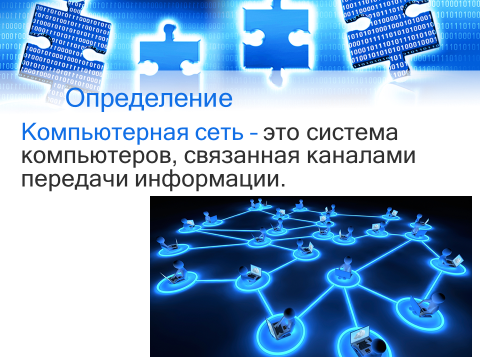 Определение
Компьютерная сеть - это система
компьютеров, связанная каналами
передачи информации.